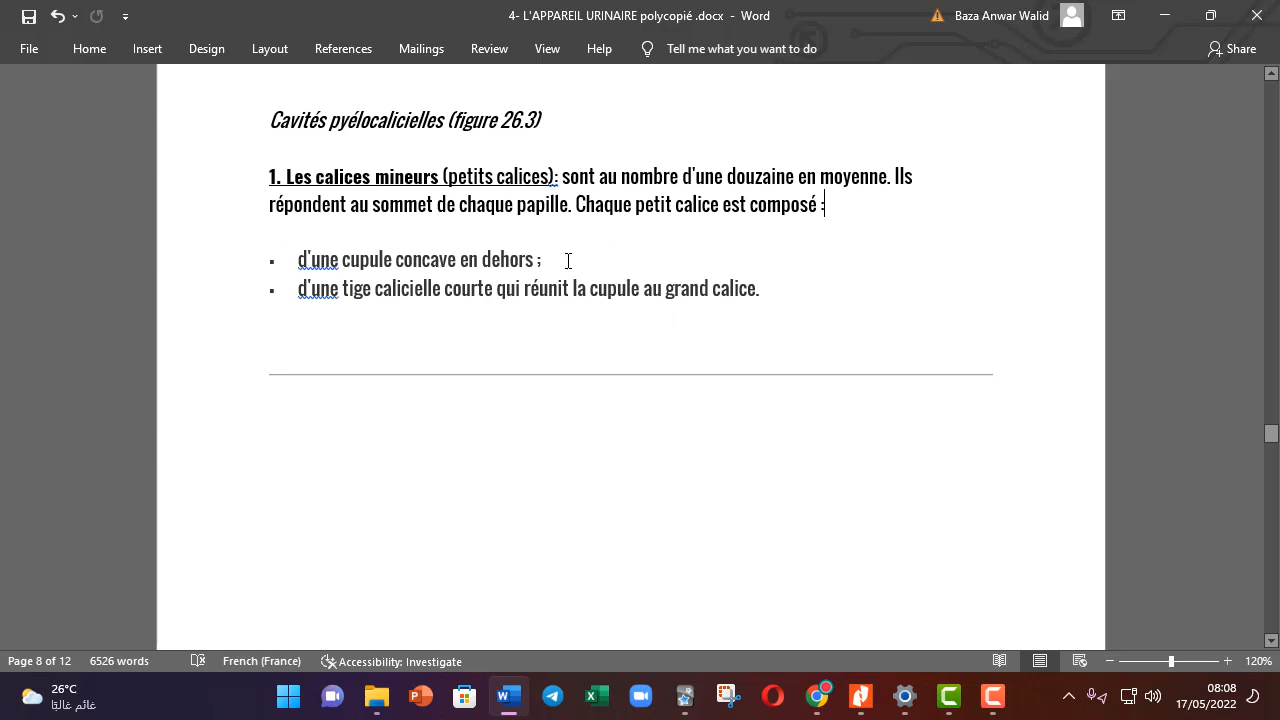 4- L'APPAREIL URINAIRE polycopié .docx - Word
Baza Anwar Walid
File Home Insert Design Layout References Mailings Review View Help Tell me what you want to do Share
Cavités pyélocalicielles (figure 26.3)
1. Les calices mineurs (petits calices): sont au nombre d'une douzaine en moyenne. Ils
répondent au sommet de chaque papille. Chaque petit calice est composé :
▪ d'une cupule concave en dehors ;
▪ d'une tige calicielle courte qui réunit la cupule au grand calice.
Page 8 of 12 6526 words French (France) Accessibility: Investigate 120%
26°C
غائم غالبًا
08:08
17/05/2022